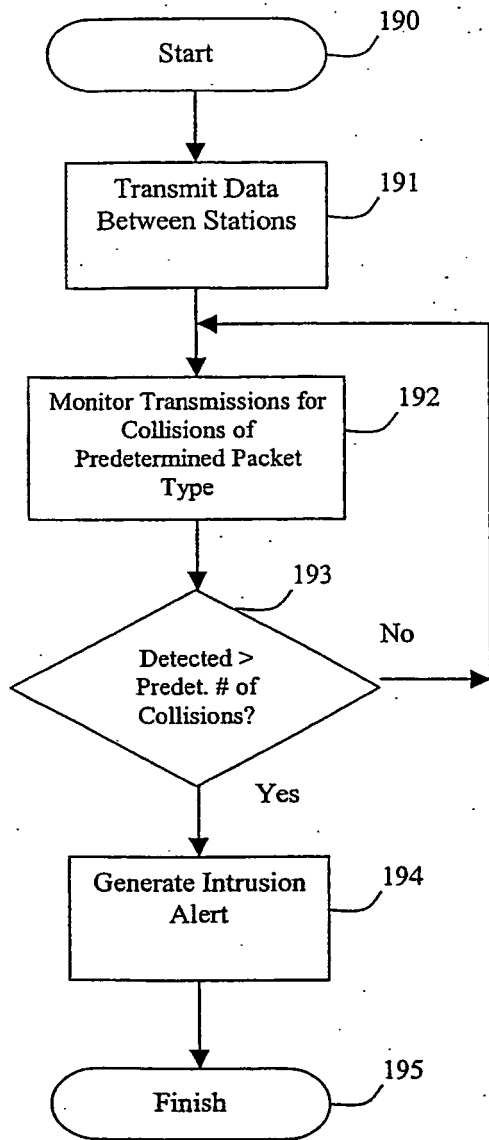 190
Start
191
Transmit Data
Between Stations
192
Monitor Transmissions for
Collisions of
Predetermined Packet
Type
193
No
Detected >
Predet. # of
Collisions?
Yes
194
Generate Intrusion
Alert
195
Finish